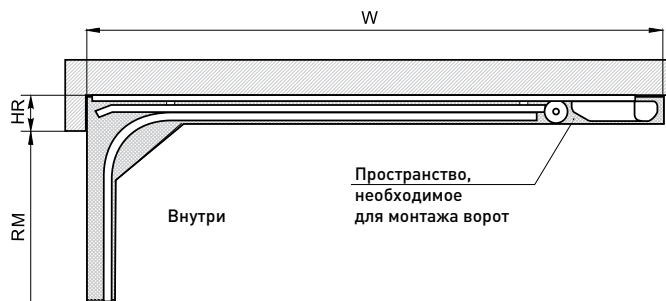 W
HR
RM
Внутри
Пространство,
необходимое
для монтажа ворот